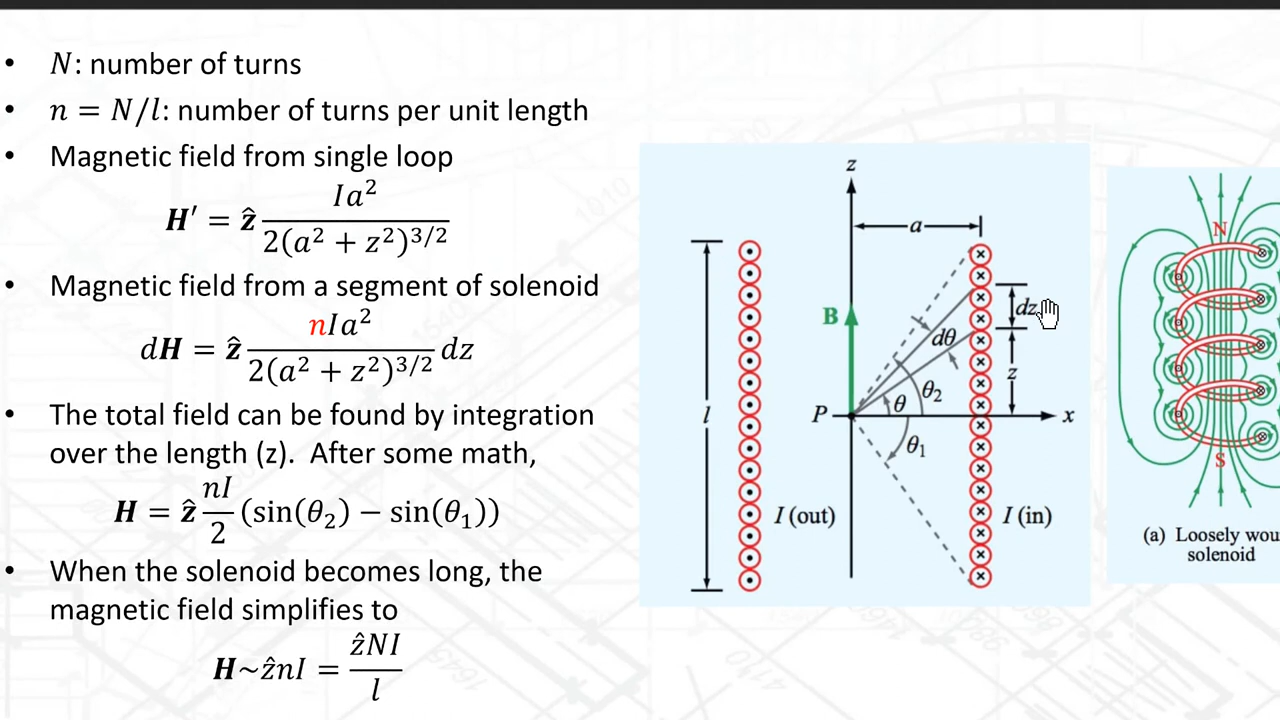 • N: number of turns
• n = N/l: number of turns per unit length
• Magnetic field from single loop
H′ = ẑ Ia² / 2(a² + z²)^3/2
• Magnetic field from a segment of solenoid
dH = ẑ nIa² / 2(a² + z²)^3/2 dz
• The total field can be found by integration
over the length (z). After some math,
H = ẑ nI/2 (sin(θ₂) − sin(θ₁))
• When the solenoid becomes long, the
magnetic field simplifies to
H~ẑnI = ẑNI / l
z
a
B
dz
dθ
z
θ₂
θ
P
x
l
θ₁
I (out)
I (in)
N
S
(a) Loosely wou
solenoid